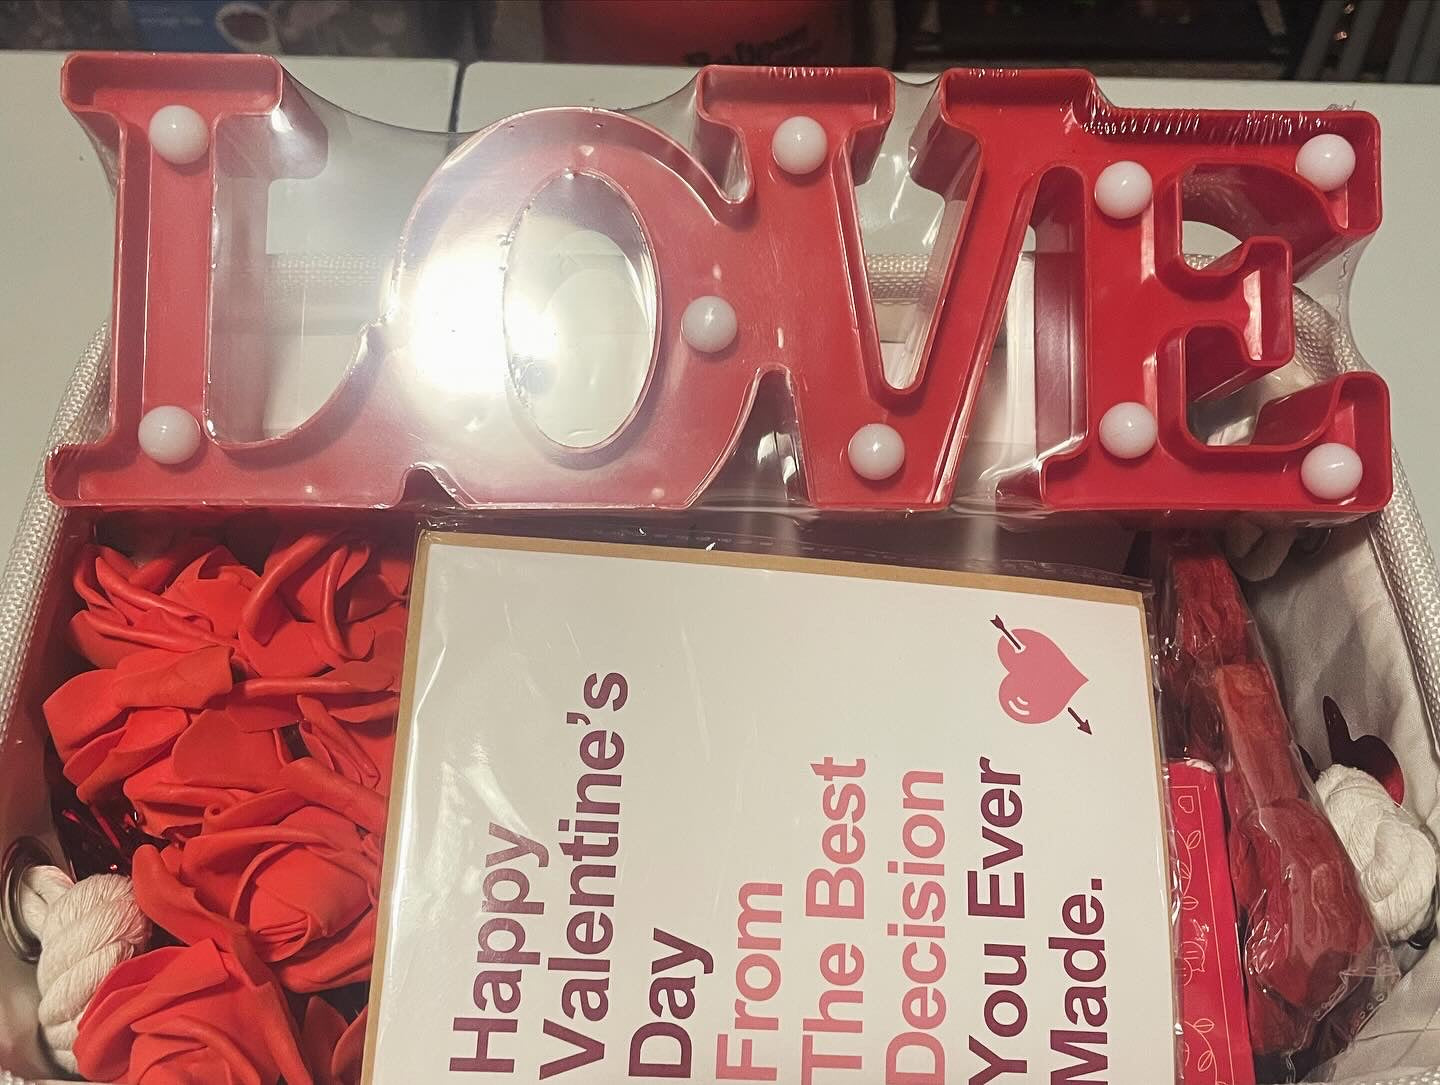 LOVE
Happy
Valentine's
Day
From
The Best
Decision
You Ever
Made.